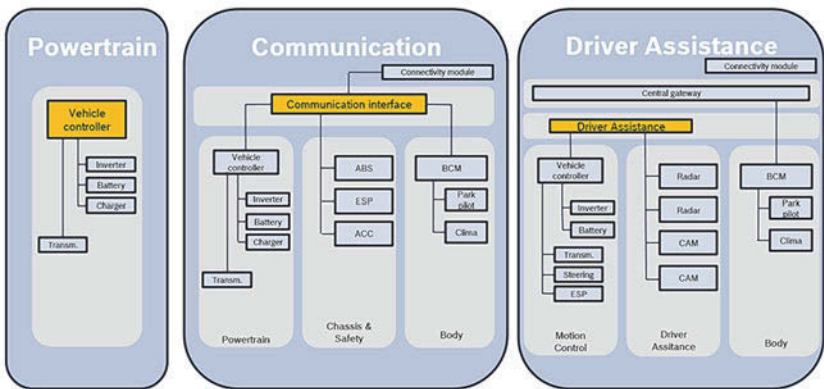 Powertrain
Vehicle
controller
Inverter
Battery
Charger
Transm.
Communication
Connectivity module
Communication interface
Vehicle
controller
Inverter
Battery
Charger
Transm.
Powertrain
ABS
ESP
ACC
Chassis &
Safety
BCM
Park
pilot
Clima
Body
Driver Assistance
Connectivity module
Central gateway
Driver Assistance
Vehicle
controller
Inverter
Battery
Transm.
Steering
ESP
Motion
Control
Radar
Radar
CAM
CAM
Driver
Assitance
BCM
Park
pilot
Clima
Body